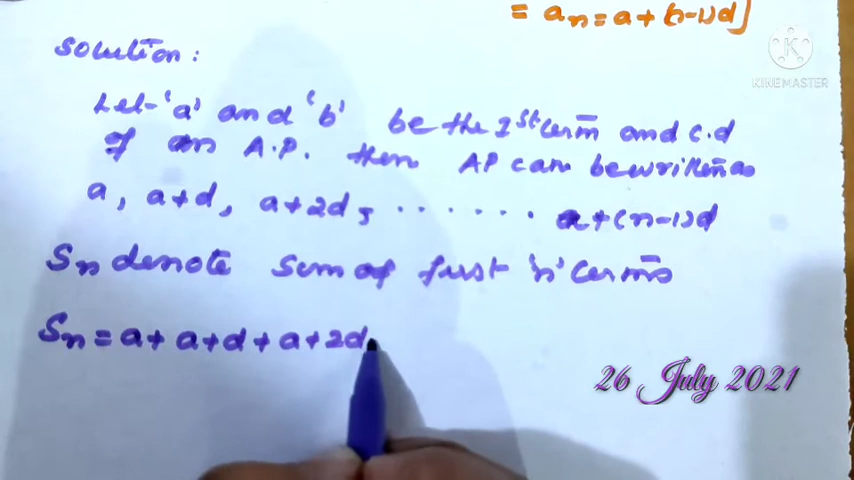 = an = a + (n-1)d]
Solution:
KINEMASTER
Let 'a' and 'b' be the 1st term and c.d
of an A.P. then AP can be written as
a, a+d, a+2d, ....... a+(n-1)d
Sn denote Sum of first 'n' terms
Sn = a + a+d + a+2d
26 July 2021